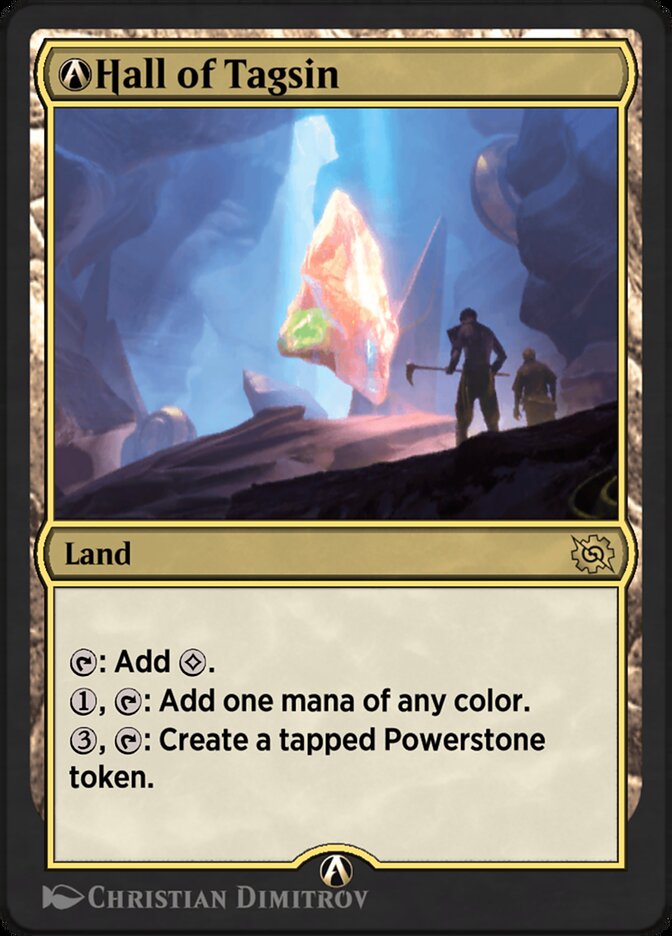 Hall of Tagsin
Land
: Add .
1, : Add one mana of any color.
3, : Create a tapped Powerstone
token.
CHRISTIAN DIMITROV